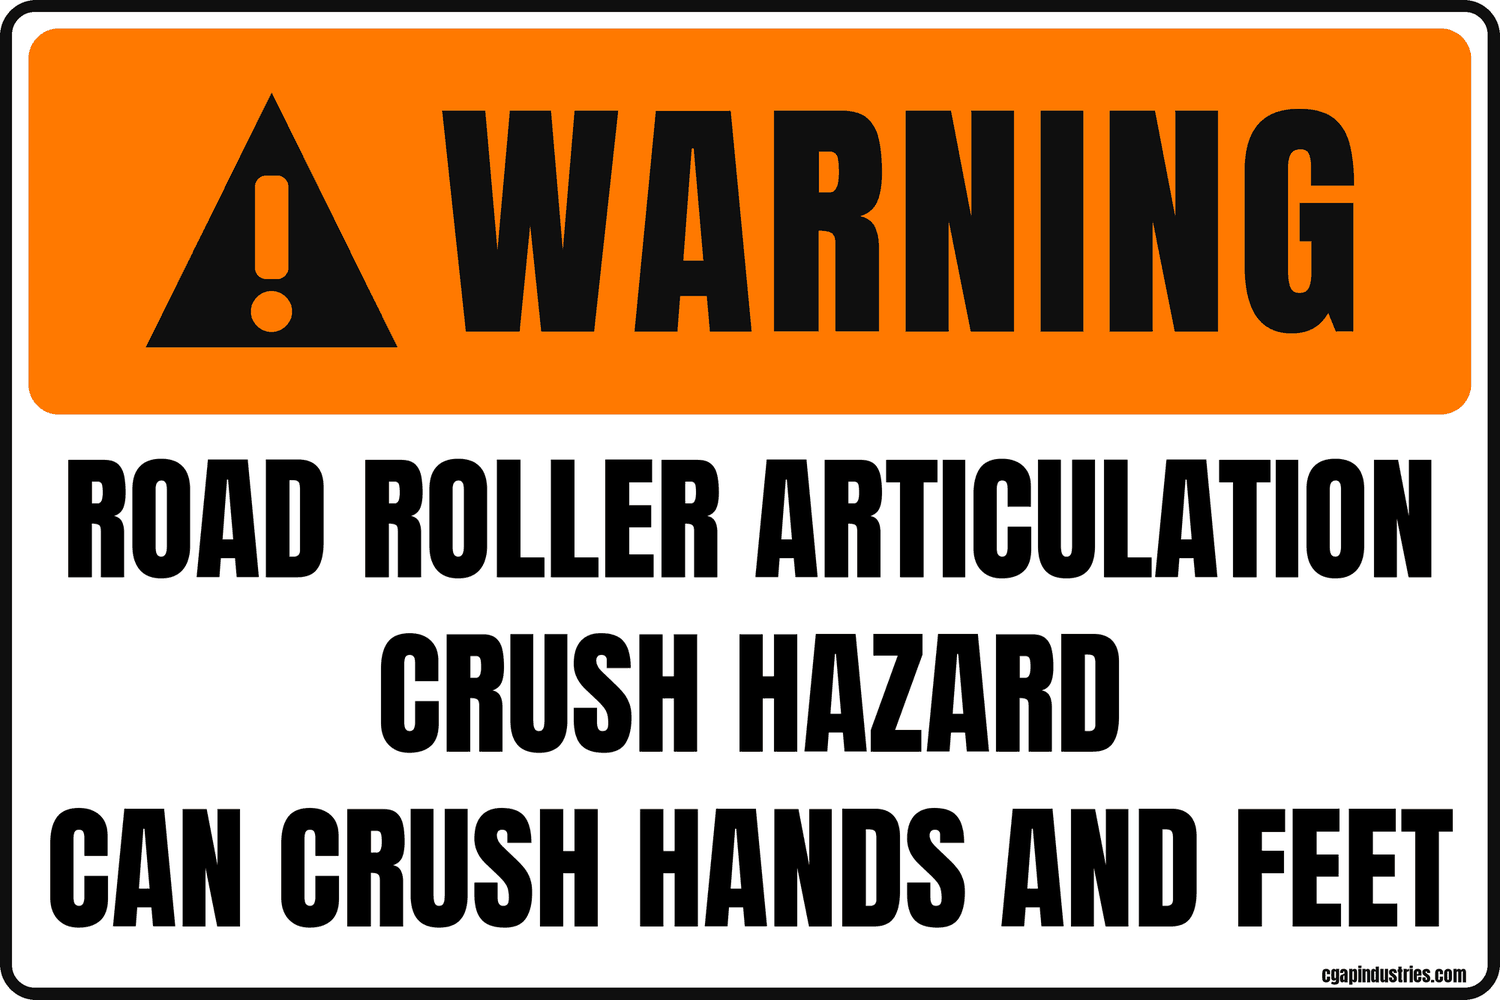 WARNING
ROAD ROLLER ARTICULATION
CRUSH HAZARD
CAN CRUSH HANDS AND FEET
cgapindustries.com